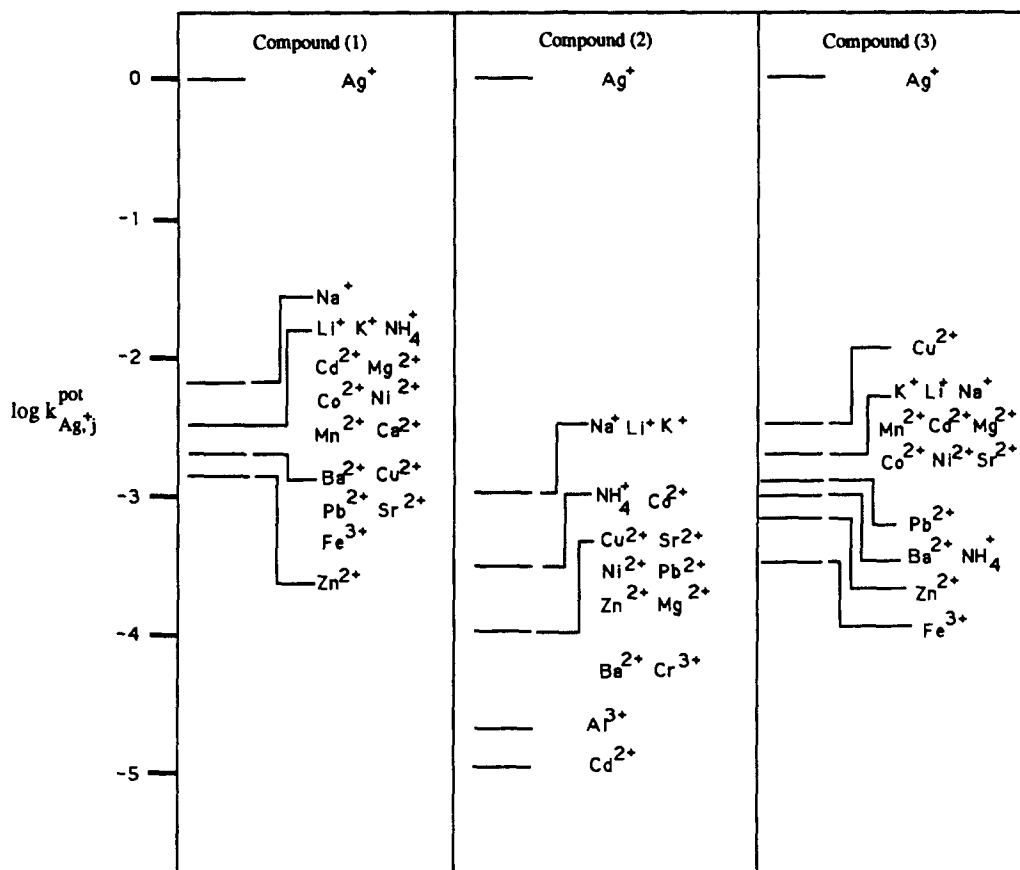 Compound (1)
Compound (2)
Compound (3)
0
-1
-2
-3
-4
-5
log k^pot_Ag,^+j
Ag⁺
Na⁺
Li⁺ K⁺ NH₄⁺
Cd²⁺ Mg²⁺
Co²⁺ Ni²⁺
Mn²⁺ Ca²⁺
Ba²⁺ Cu²⁺
Pb²⁺ Sr²⁺
Fe³⁺
Zn²⁺
Ag⁺
Na⁺ Li⁺ K⁺
NH₄⁺ Co²⁺
Cu²⁺ Sr²⁺
Ni²⁺ Pb²⁺
Zn²⁺ Mg²⁺
Ba²⁺ Cr³⁺
Al³⁺
Cd²⁺
Ag⁺
Cu²⁺
K⁺ Li⁺ Na⁺
Mn²⁺ Cd²⁺ Mg²⁺
Co²⁺ Ni²⁺ Sr²⁺
Pb²⁺
Ba²⁺ NH₄⁺
Zn²⁺
Fe³⁺